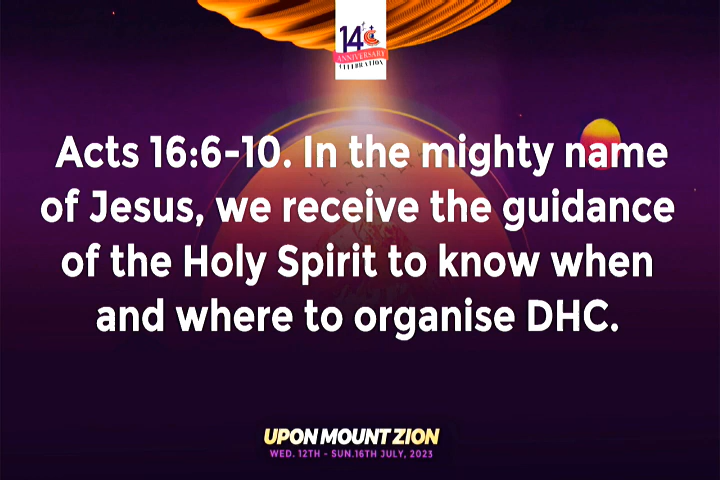 14
ANNIVERSARY
CELEBRATION
Acts 16:6-10. In the mighty name
of Jesus, we receive the guidance
of the Holy Spirit to know when
and where to organise DHC.
UPON MOUNT ZION
WED. 12TH - SUN.16TH JULY, 2023